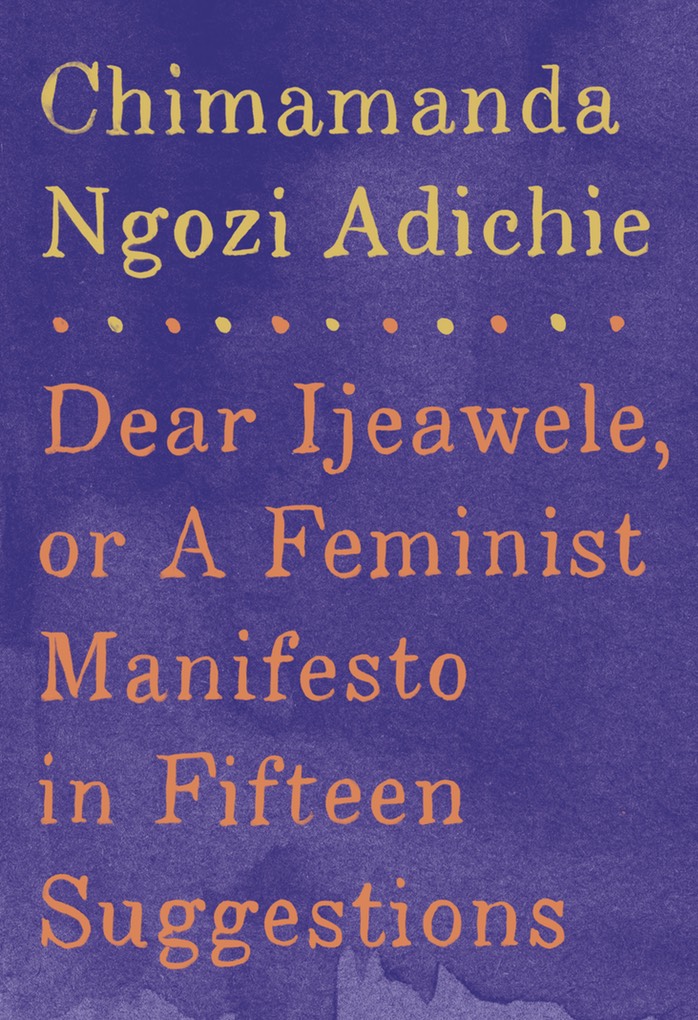 Chimamanda
Ngozi Adichie
Dear Ijeawele,
or A Feminist
Manifesto
in Fifteen
Suggestions